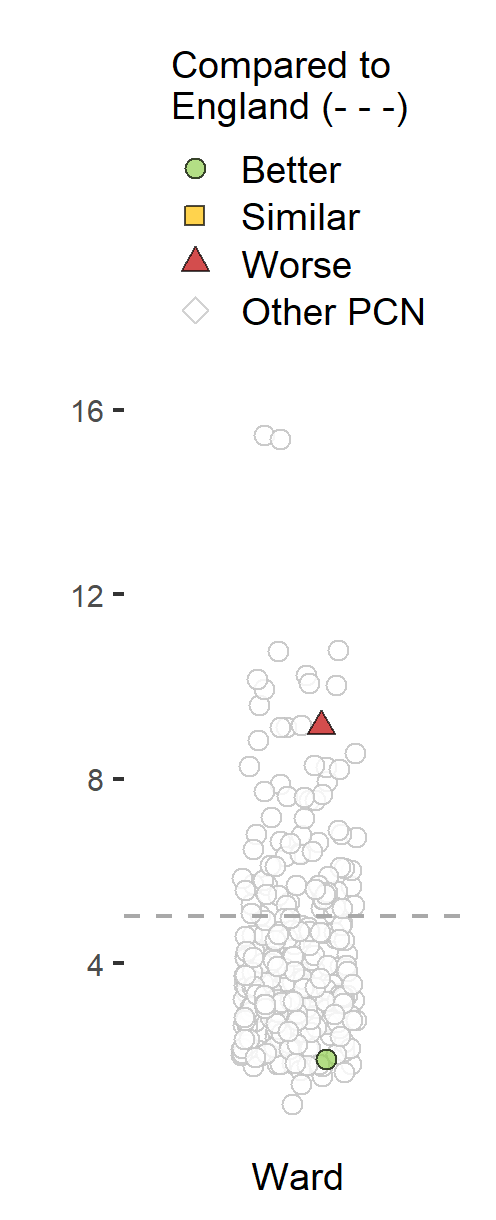 Compared to
England (- - -)
Better
Similar
Worse
Other PCN
16
12
8
4
Ward